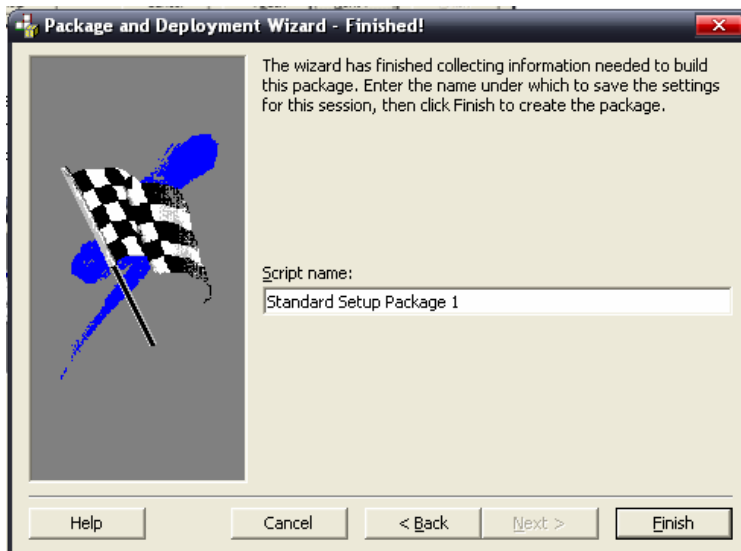 Package and Deployment Wizard - Finished!
The wizard has finished collecting information needed to build
this package. Enter the name under which to save the settings
for this session, then click Finish to create the package.
Script name:
Standard Setup Package 1
Help
Cancel
< Back
Next >
Finish